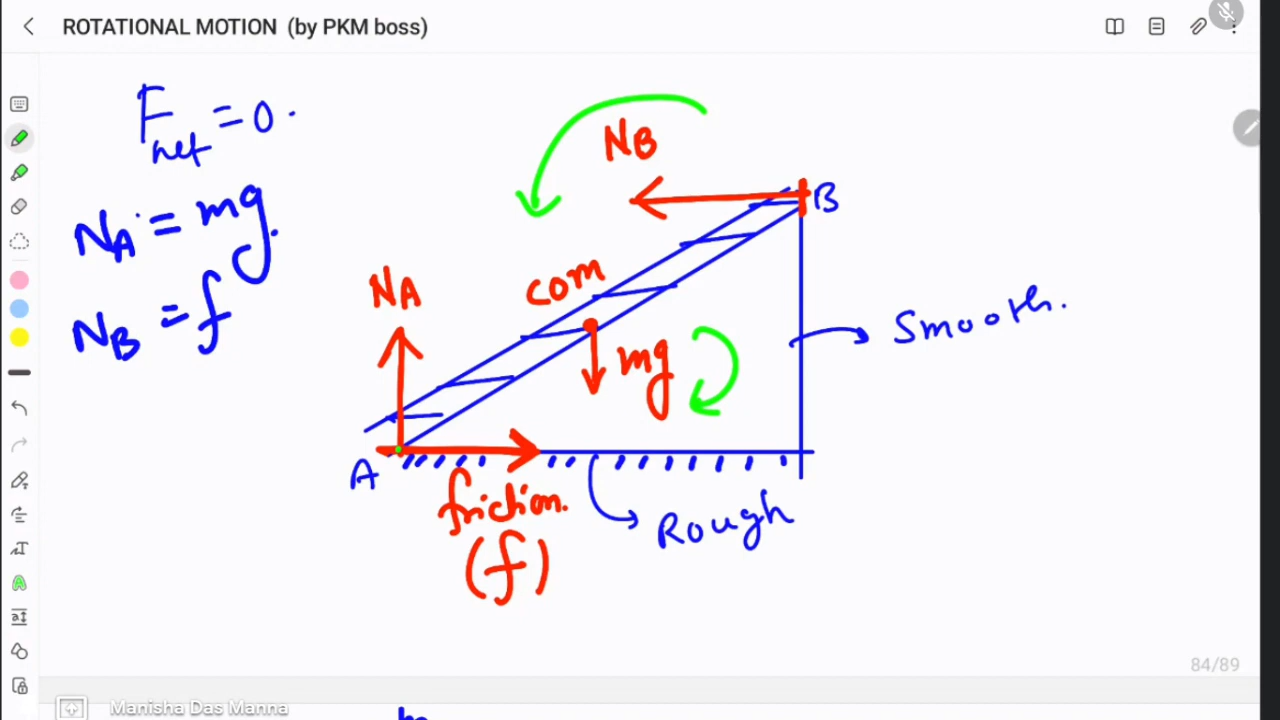 ROTATIONAL MOTION (by PKM boss)
Fnet = 0.
NA = mg.
NB = f
NB
B
NA
com
mg
Smooth.
A
friction.
(f)
Rough
84/89
Manisha Das Manna